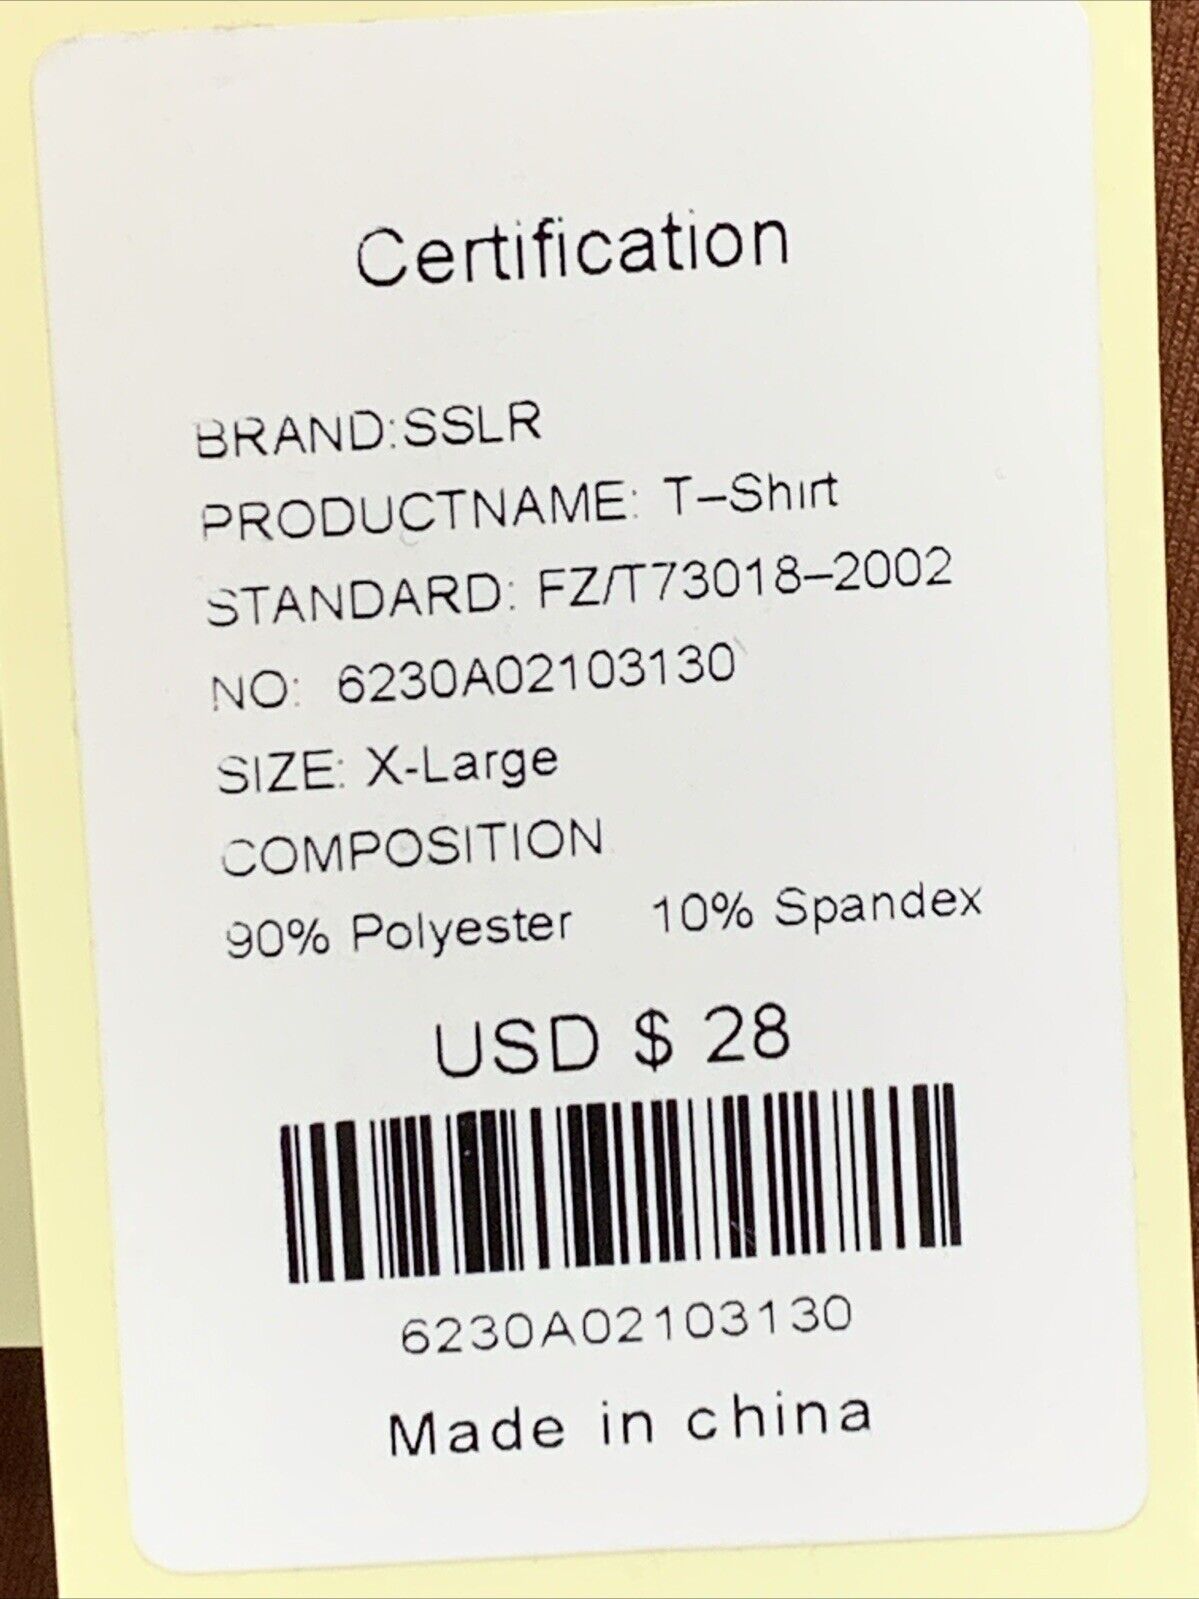 Certification
BRAND:SSLR
PRODUCTNAME: T-Shirt
STANDARD: FZ/T73018-2002
NO: 6230A02103130
SIZE: X-Large
COMPOSITION
90% Polyester 10% Spandex
USD $ 28
6230A02103130
Made in china